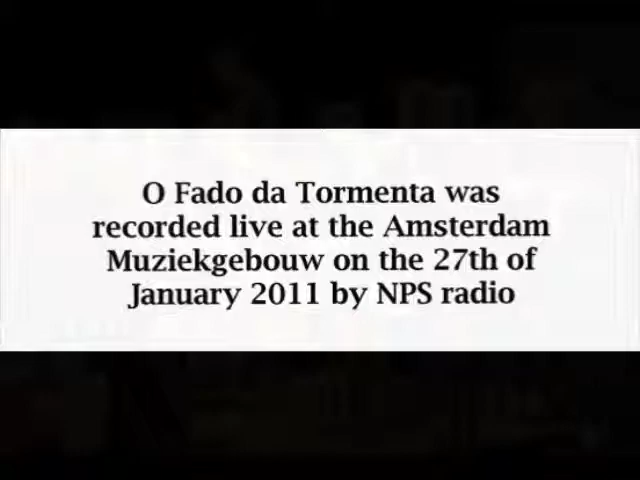 O Fado da Tormenta was
recorded live at the Amsterdam
Muziekgebouw on the 27th of
January 2011 by NPS radio